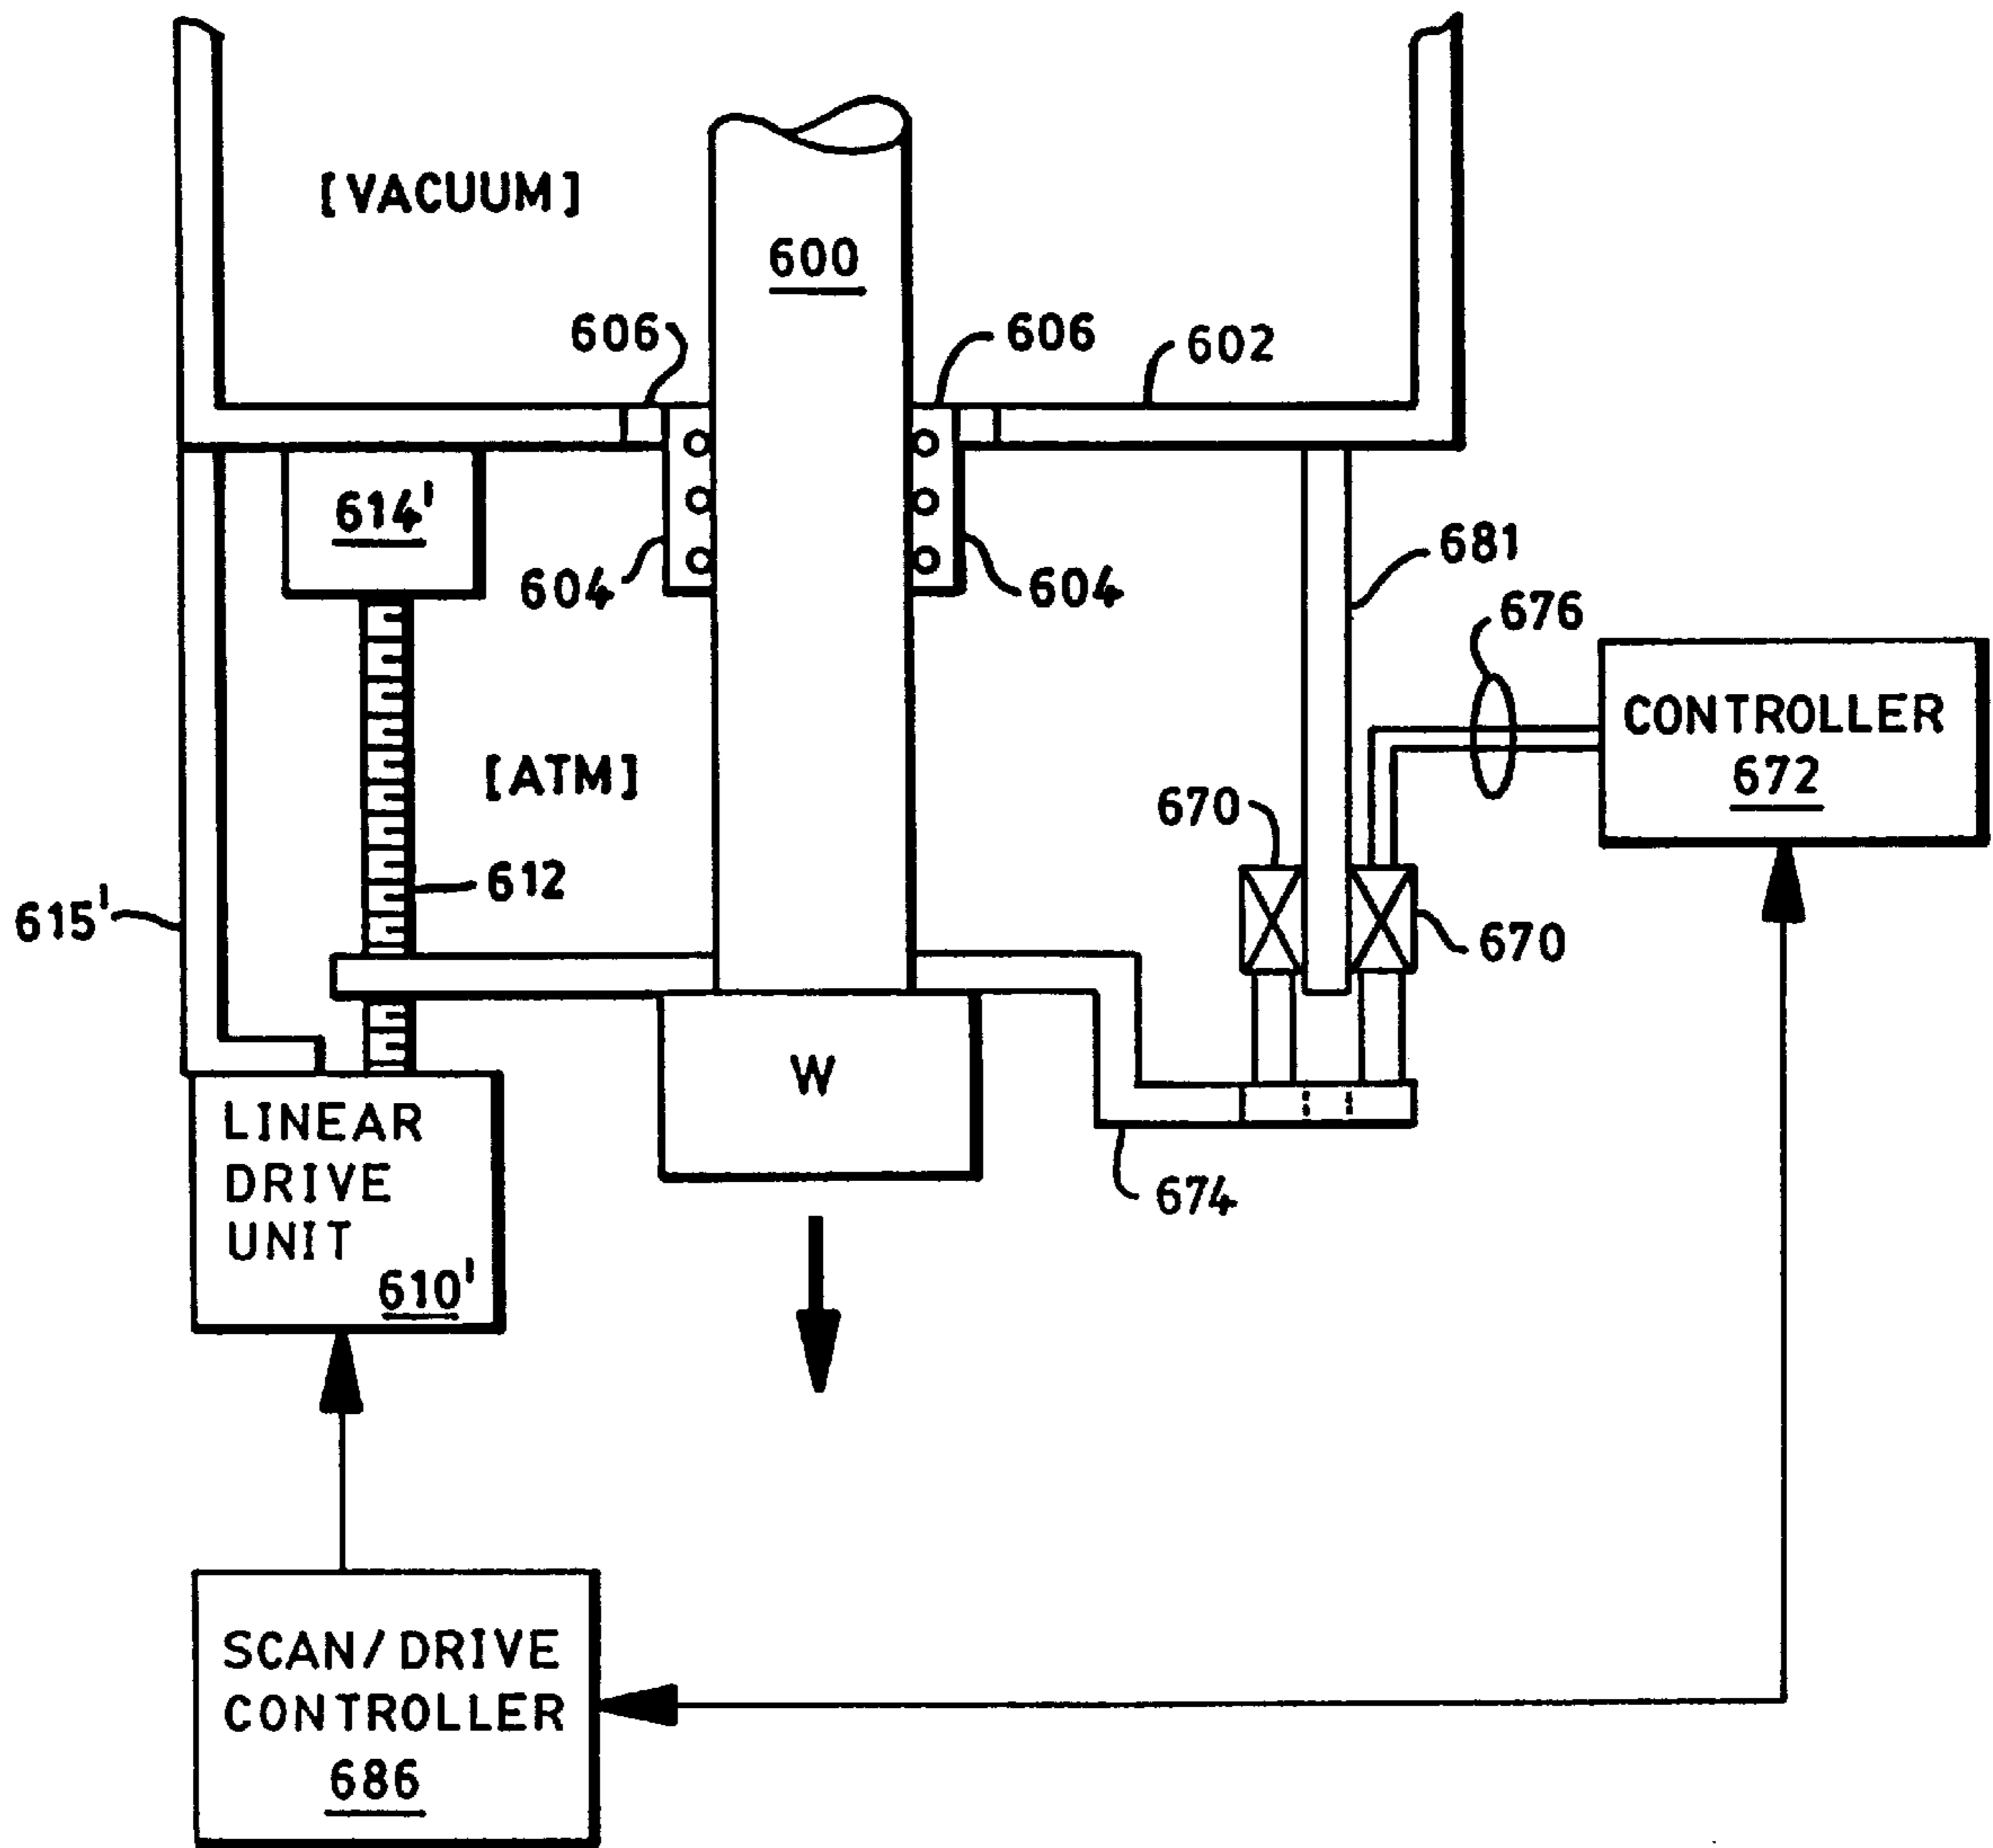 [VACUUM]
600
606
606
602
614'
604
604
681
676
CONTROLLER
672
[ATM]
670
612
615'
670
W
LINEAR
DRIVE
UNIT
610'
674
SCAN/DRIVE
CONTROLLER
686